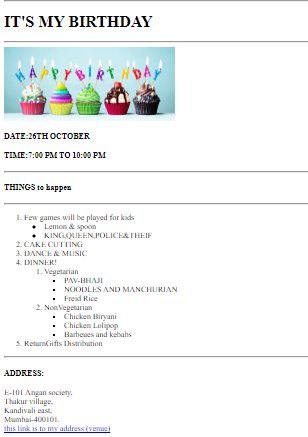 IT'S MY BIRTHDAY
HAPPY BIRTHDAY
DATE:26TH OCTOBER
TIME:7:00 PM TO 10:00 PM
THINGS to happen
1. Few games will be played for kids
• Lemon & spoon
• KING,QUEEN,POLICE&THEIF
2. CAKE CUTTING
3. DANCE & MUSIC
4. DINNER!
1. Vegetarian
▪ PAV-BHAJI
▪ NOODLES AND MANCHURIAN
▪ Freid Rice
2. NonVegetarian
▪ Chicken Biryani
▪ Chicken Lolipop
▪ Barbeues and kebabs
5. ReturnGifts Distribution
ADDRESS:
E-101 Angan society,
Thakur village,
Kandivali east,
Mumbai-400101.
this link is to my address (venue)